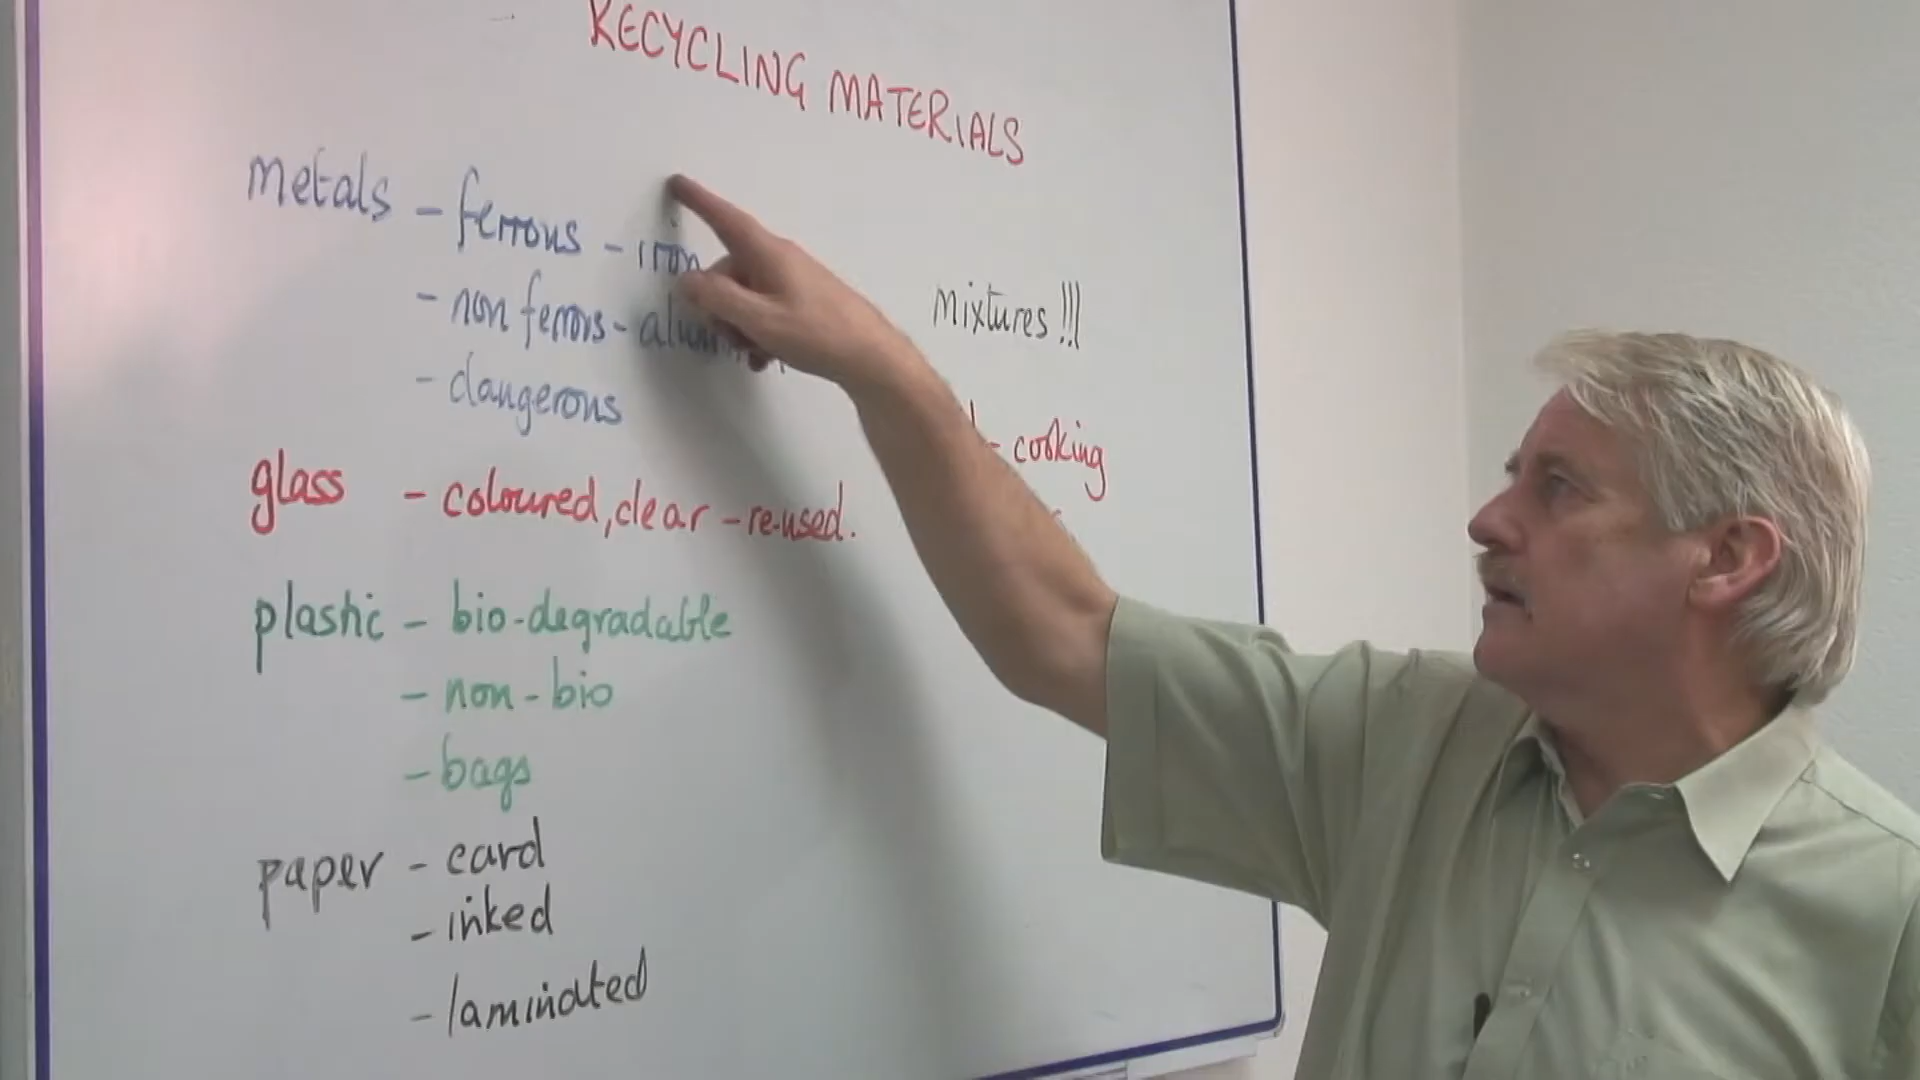 RECYCLING MATERIALS
metals - ferrous - iron
- non ferrous -
- dangerous
glass - coloured, clear - re-used.
plastic - bio-degradable
- non-bio
- bags
paper - card
- inked
- laminated
mixtures !!!
- cooking